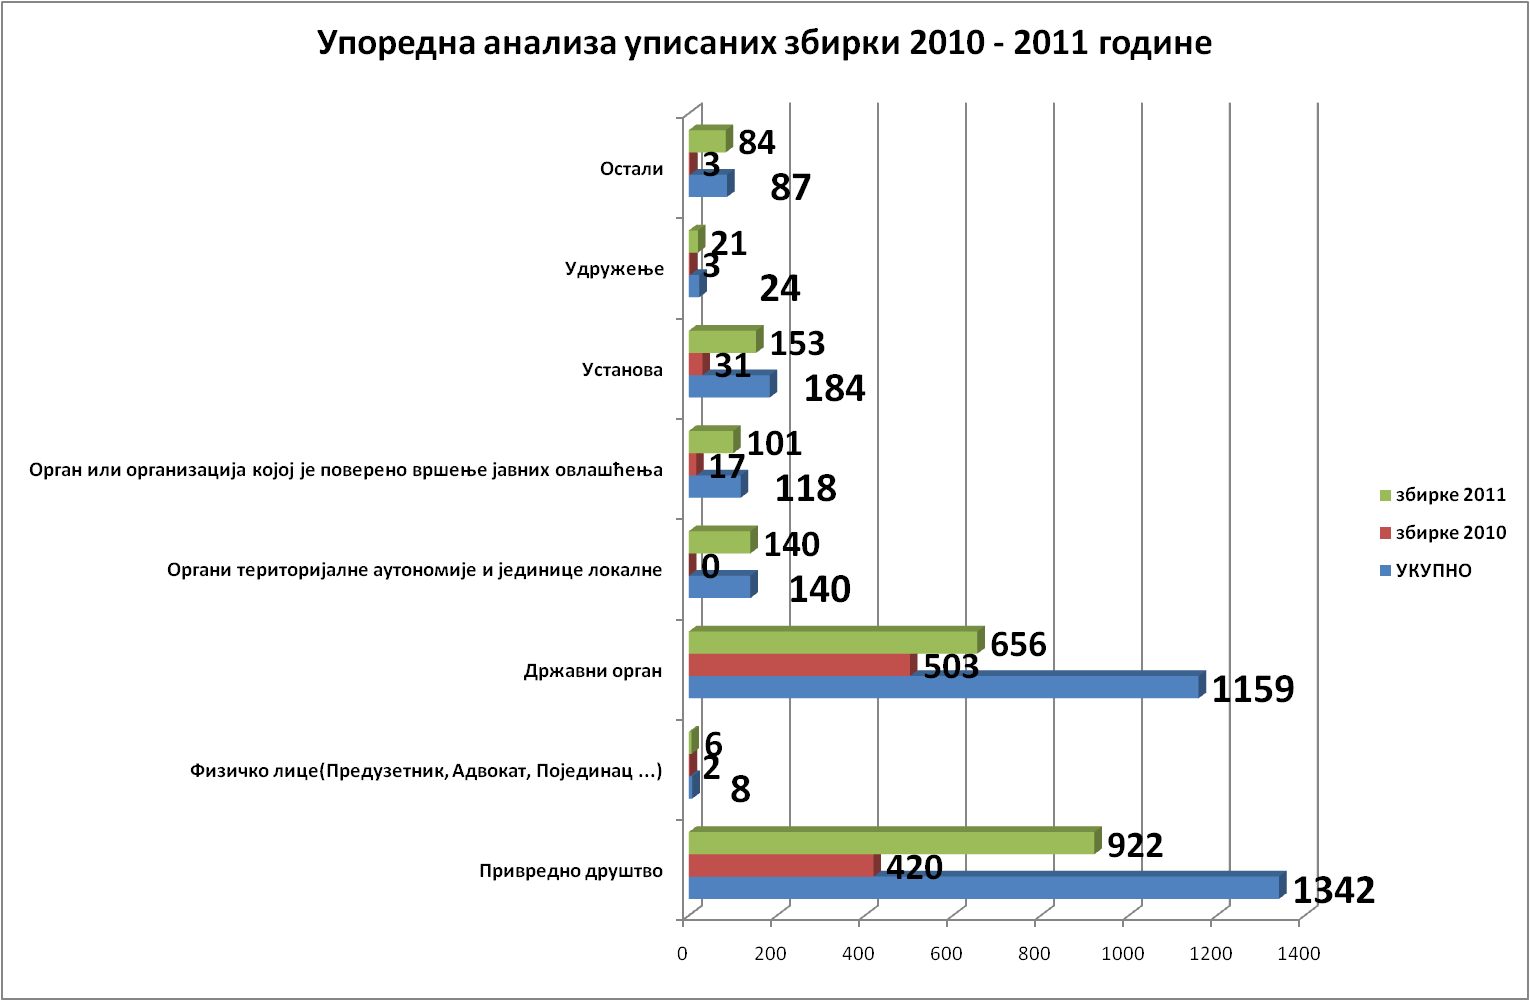 Упоредна анализа уписаних збирки 2010 - 2011 године
Остали
84
3
87
Удружење
21
3
24
Установа
153
31
184
Орган или организација којој је поверено вршење јавних овлашћења
101
17
118
Органи територијалне аутономије и јединице локалне
140
0
140
Државни орган
656
503
1159
Физичко лице(Предузетник, Адвокат, Појединац ...)
6
2
8
Привредно друштво
922
420
1342
0 200 400 600 800 1000 1200 1400
збирке 2011
збирке 2010
УКУПНО